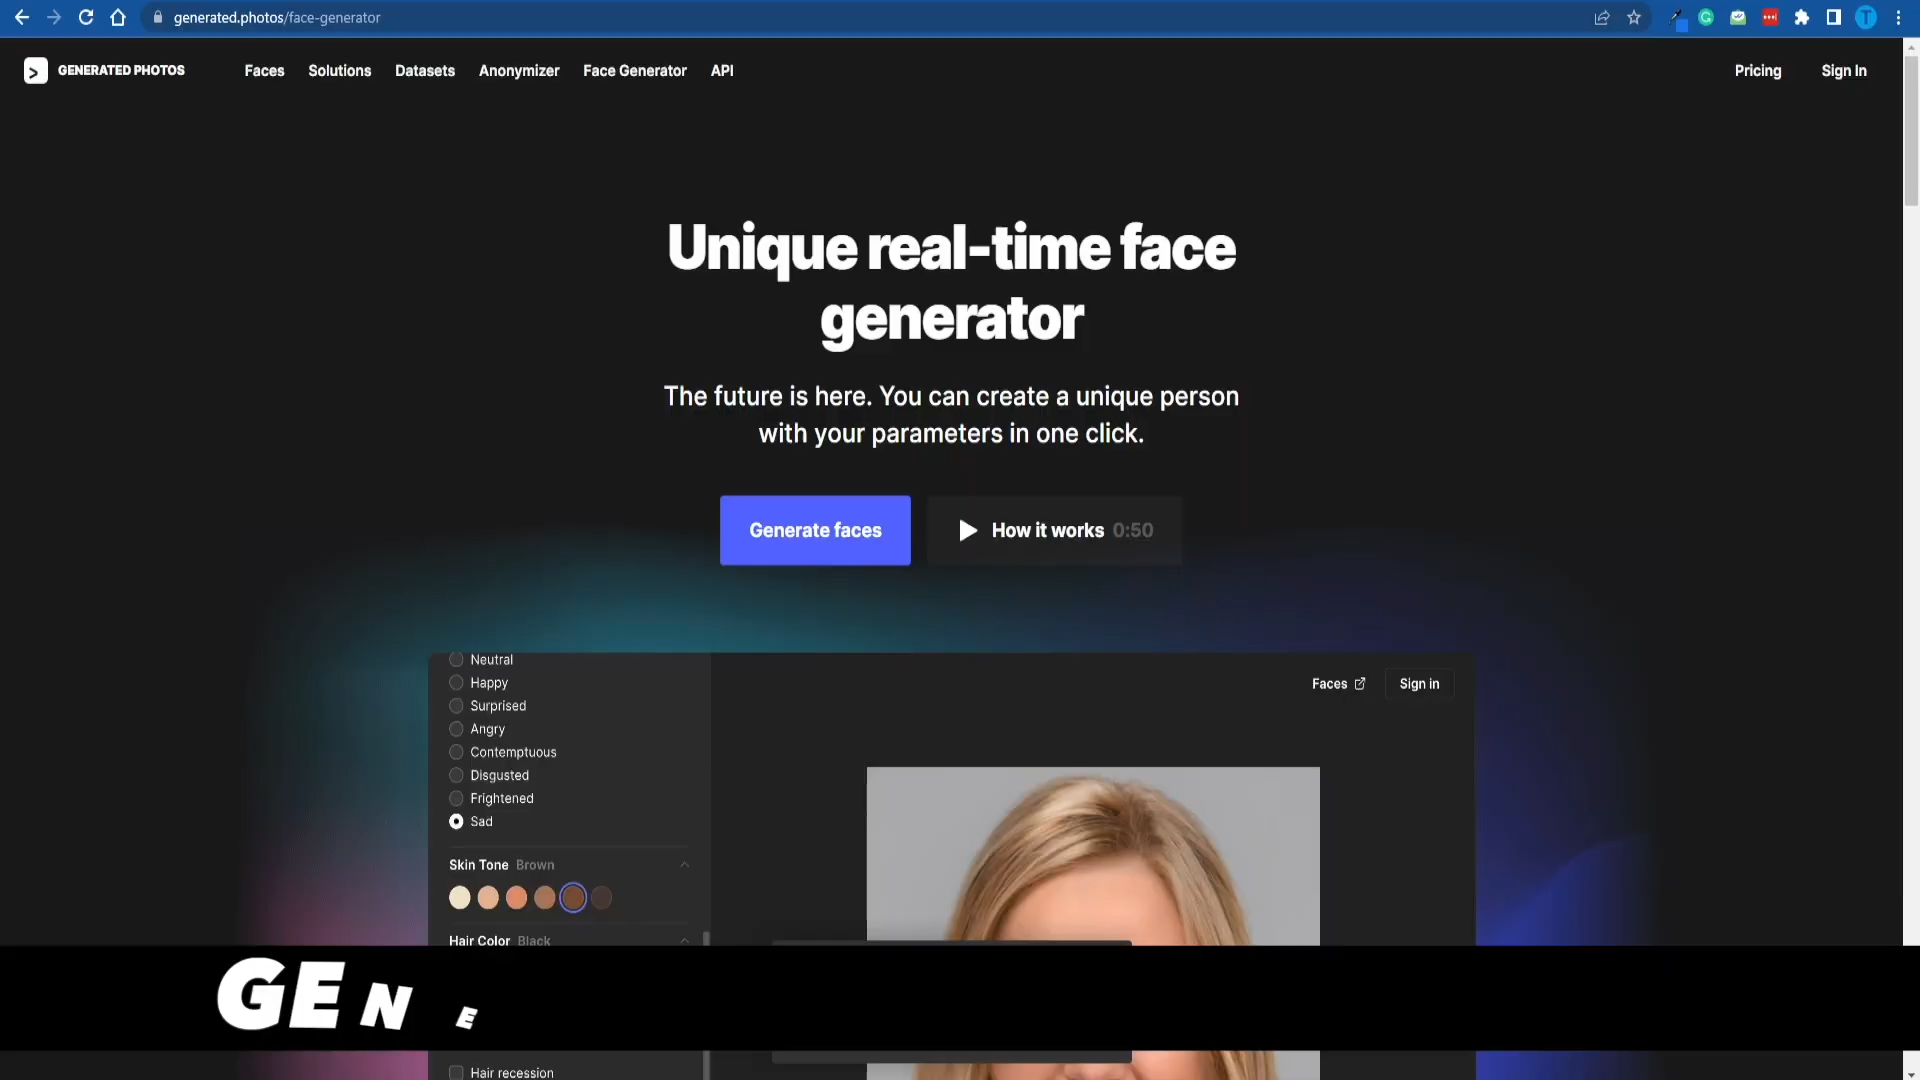 generated.photos/face-generator
T
GENERATED PHOTOS
Faces
Solutions
Datasets
Anonymizer
Face Generator
API
Pricing
Sign In
Unique real-time face
generator
The future is here. You can create a unique person
with your parameters in one click.
Generate faces
How it works 0:50
Neutral
Happy
Surprised
Angry
Contemptuous
Disgusted
Frightened
Sad
Skin Tone Brown
Hair Color Black
Hair recession
Faces
Sign in
GENE